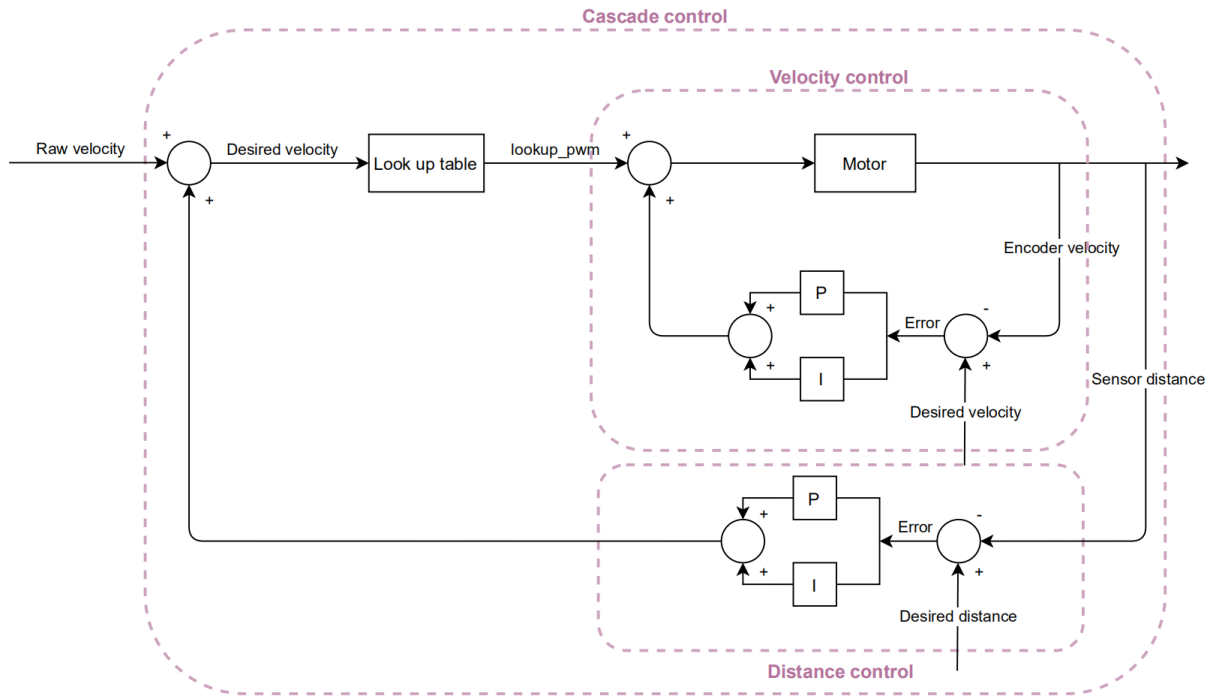 Cascade control
Velocity control
+
Raw velocity
Desired velocity
Look up table
lookup_pwm
+
Motor
+
+
Encoder velocity
P
+
Error
-
+
I
+
Sensor distance
Desired velocity
P
+
Error
-
+
I
+
Desired distance
Distance control